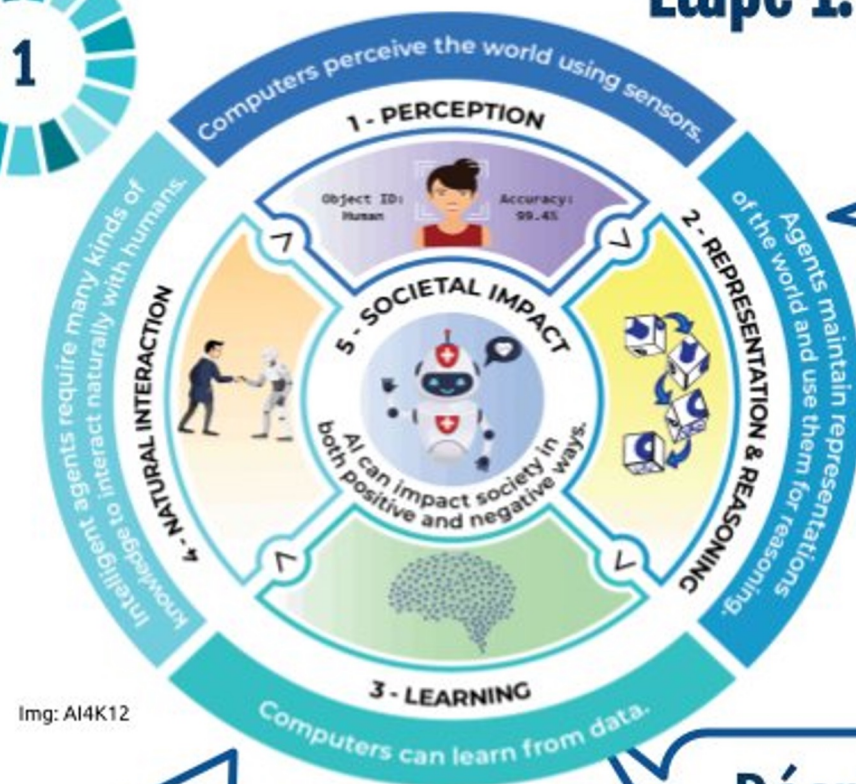 Étape 1.
1
Computers perceive the world using sensors.
1 - PERCEPTION
Object ID:
Human
Accuracy:
99.4%
2 - REPRESENTATION & REASONING
Agents maintain representations
of the world and use them for reasoning.
3 - LEARNING
Computers can learn from data.
4 - NATURAL INTERACTION
Intelligent agents require many kinds of
knowledge to interact naturally with humans.
5 - SOCIETAL IMPACT
AI can impact society in
both positive and negative ways.
Img: AI4K12